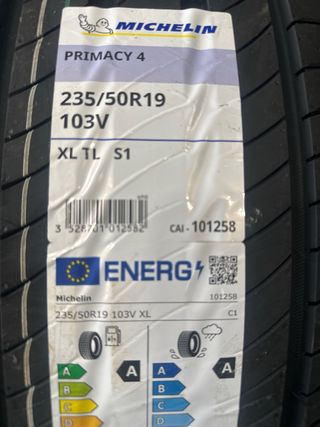 MICHELIN
PRIMACY 4
235/50R19
103V
XL TL S1
3 528701 012582
CAI - 101258
ENERG
Michelin 101258
235/50R19 103V XL C1
A A A A
B B
C C
D D